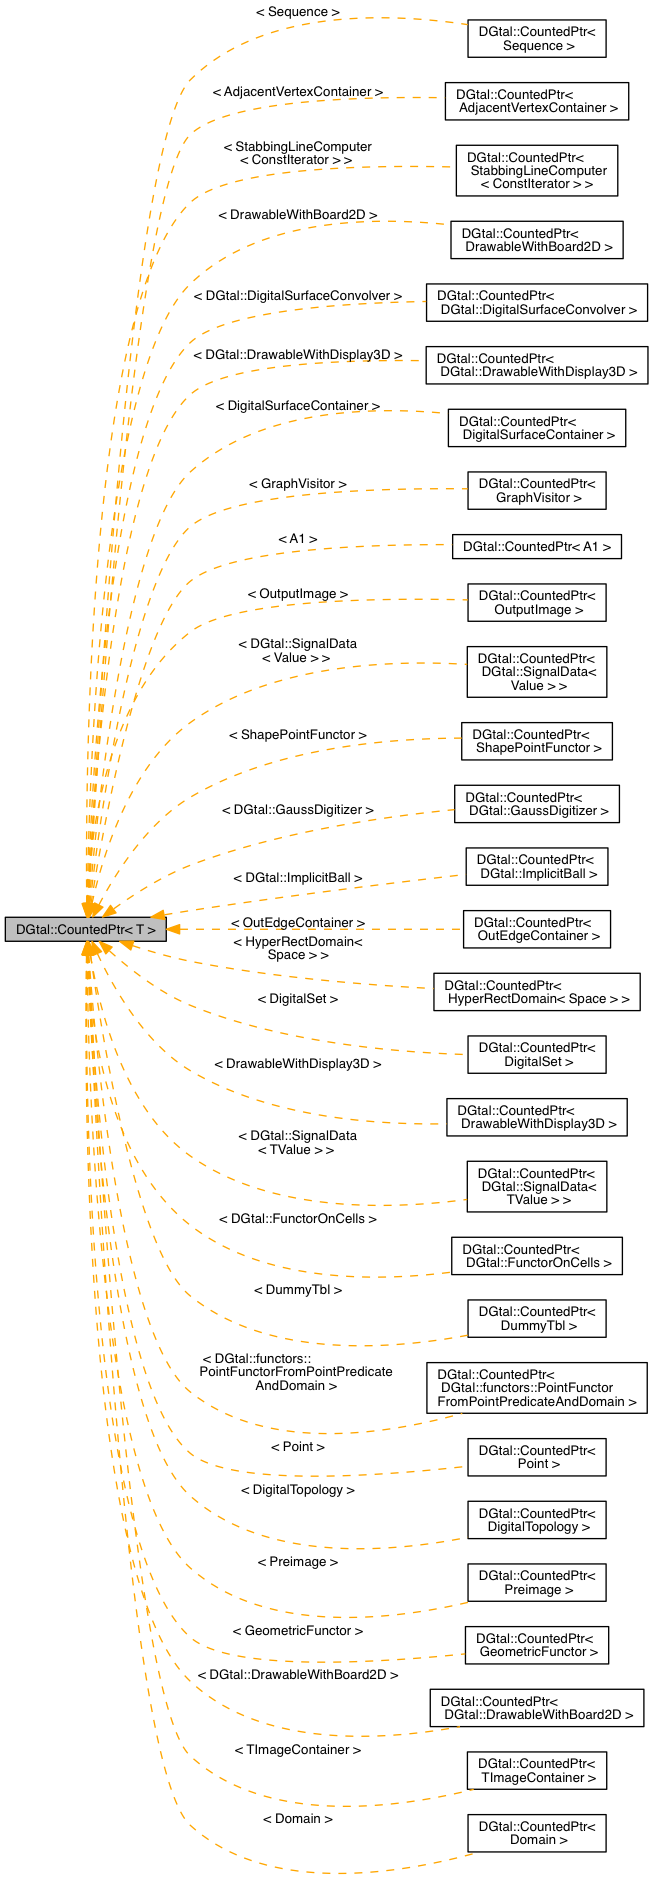 < Sequence >
DGtal::CountedPtr<
Sequence >
< AdjacentVertexContainer >
DGtal::CountedPtr<
AdjacentVertexContainer >
< StabbingLineComputer
< ConstIterator > >
DGtal::CountedPtr<
StabbingLineComputer
< ConstIterator > >
< DrawableWithBoard2D >
DGtal::CountedPtr<
DrawableWithBoard2D >
< DGtal::DigitalSurfaceConvolver >
DGtal::CountedPtr<
DGtal::DigitalSurfaceConvolver >
< DGtal::DrawableWithDisplay3D >
DGtal::CountedPtr<
DGtal::DrawableWithDisplay3D >
< DigitalSurfaceContainer >
DGtal::CountedPtr<
DigitalSurfaceContainer >
< GraphVisitor >
DGtal::CountedPtr<
GraphVisitor >
< A1 >
DGtal::CountedPtr< A1 >
< OutputImage >
DGtal::CountedPtr<
OutputImage >
< DGtal::SignalData
< Value > >
DGtal::CountedPtr<
DGtal::SignalData<
Value > >
< ShapePointFunctor >
DGtal::CountedPtr<
ShapePointFunctor >
< DGtal::GaussDigitizer >
DGtal::CountedPtr<
DGtal::GaussDigitizer >
< DGtal::ImplicitBall >
DGtal::CountedPtr<
DGtal::ImplicitBall >
DGtal::CountedPtr< T >
< OutEdgeContainer >
DGtal::CountedPtr<
OutEdgeContainer >
< HyperRectDomain<
Space > >
DGtal::CountedPtr<
HyperRectDomain< Space > >
< DigitalSet >
DGtal::CountedPtr<
DigitalSet >
< DrawableWithDisplay3D >
DGtal::CountedPtr<
DrawableWithDisplay3D >
< DGtal::SignalData
< TValue > >
DGtal::CountedPtr<
DGtal::SignalData<
TValue > >
< DGtal::FunctorOnCells >
DGtal::CountedPtr<
DGtal::FunctorOnCells >
< DummyTbl >
DGtal::CountedPtr<
DummyTbl >
< DGtal::functors::
PointFunctorFromPointPredicate
AndDomain >
DGtal::CountedPtr<
DGtal::functors::PointFunctor
FromPointPredicateAndDomain >
< Point >
DGtal::CountedPtr<
Point >
< DigitalTopology >
DGtal::CountedPtr<
DigitalTopology >
< Preimage >
DGtal::CountedPtr<
Preimage >
< GeometricFunctor >
DGtal::CountedPtr<
GeometricFunctor >
< DGtal::DrawableWithBoard2D >
DGtal::CountedPtr<
DGtal::DrawableWithBoard2D >
< TImageContainer >
DGtal::CountedPtr<
TImageContainer >
< Domain >
DGtal::CountedPtr<
Domain >